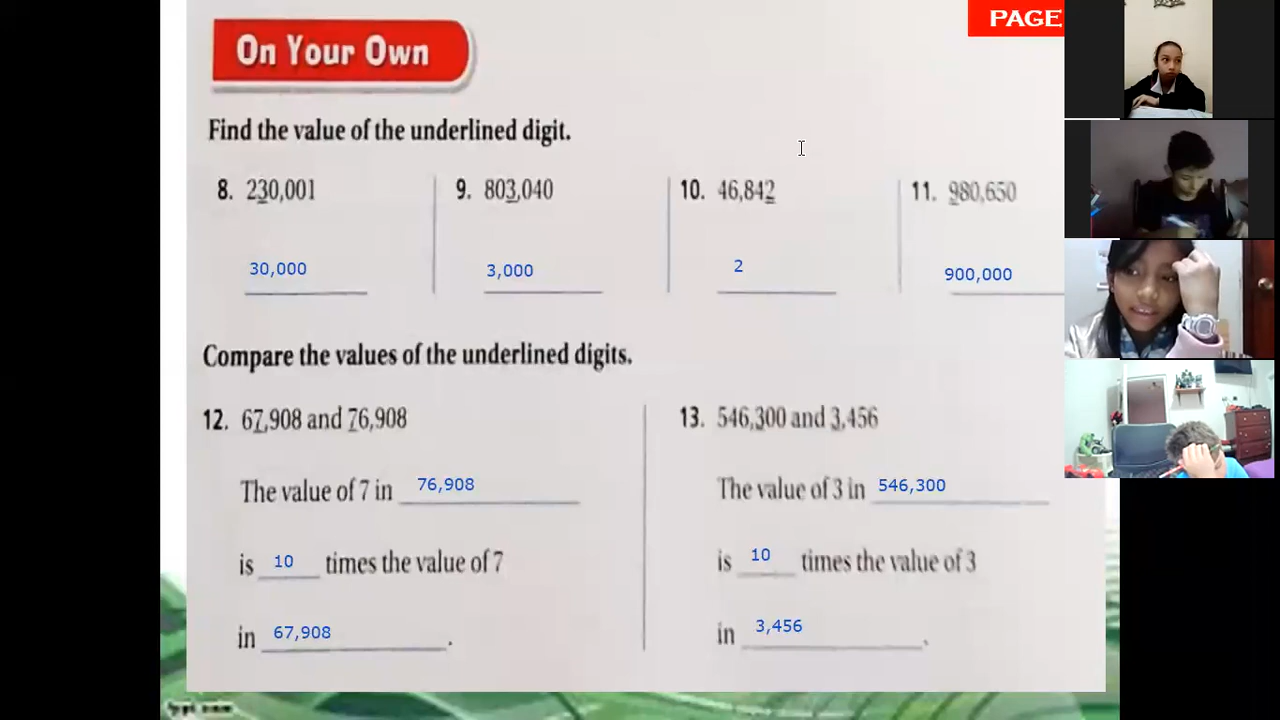 PAGE
On Your Own
Find the value of the underlined digit.
8. 230,001
9. 803,040
10. 46,842
11. 980,650
30,000
3,000
2
900,000
Compare the values of the underlined digits.
12. 67,908 and 76,908
The value of 7 in 76,908
is 10 times the value of 7
in 67,908.
13. 546,300 and 3,456
The value of 3 in 546,300
is 10 times the value of 3
in 3,456.